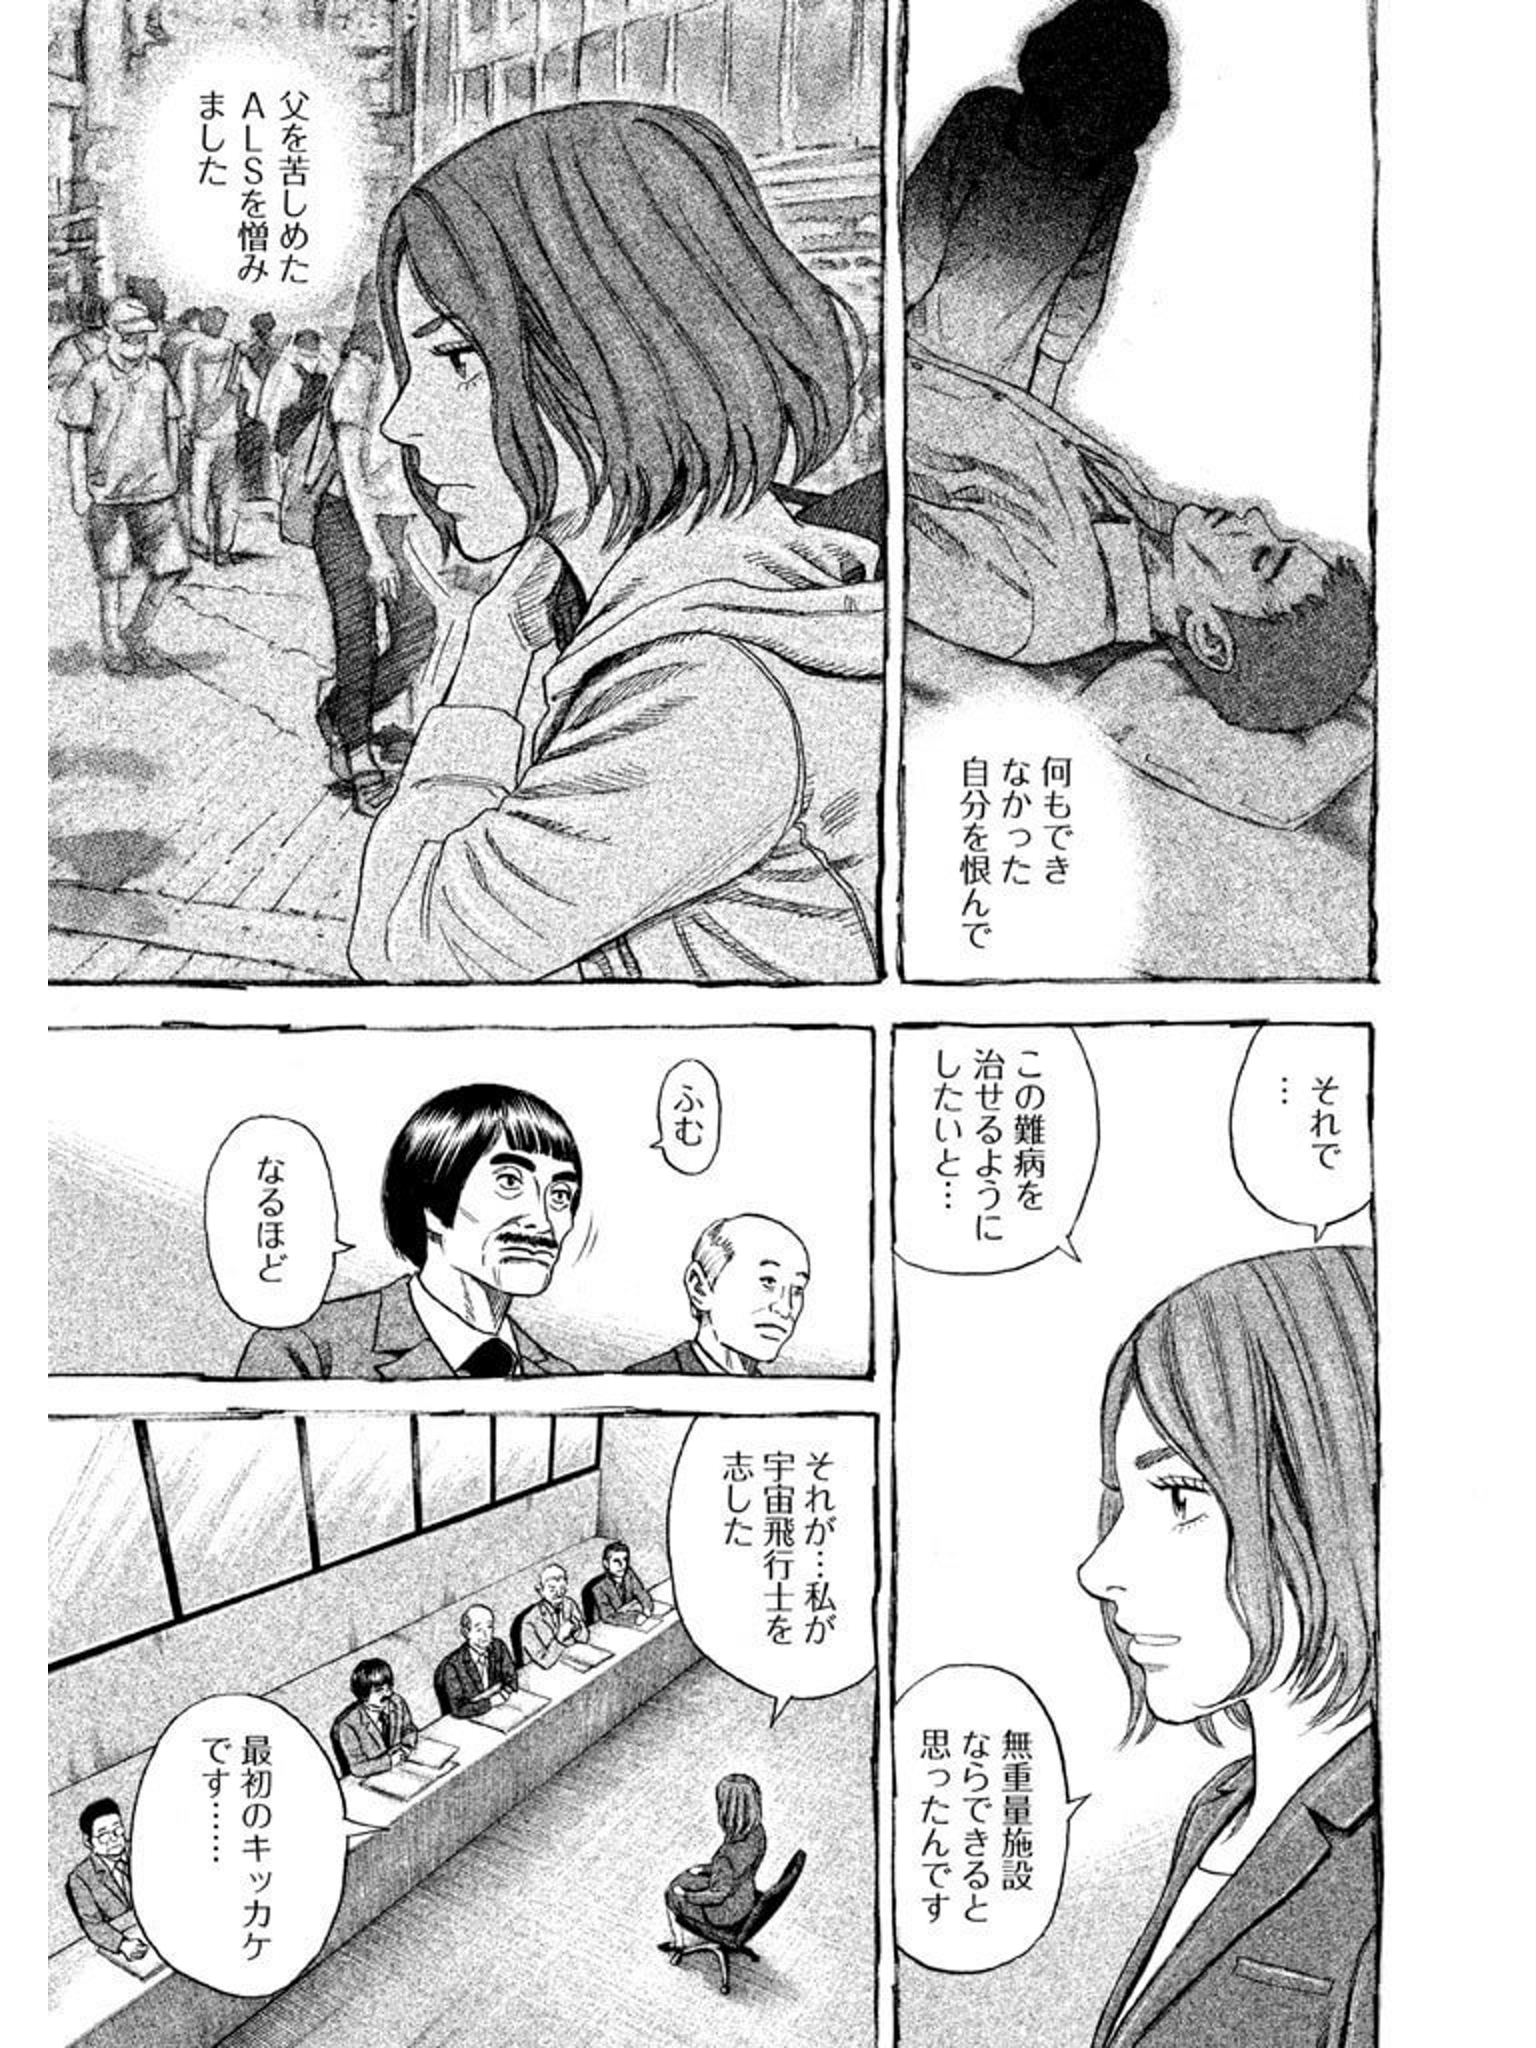 何もでき
なかった
自分を恨んで
父を苦しめた
ALSを憎み
ました
それで
…
この難病を
治せるように
したいと…
無重量施設
ならできると
思ったんです
ふむ
なるほど
それが…私が
宇宙飛行士を
志した
最初のキッカケ
です……